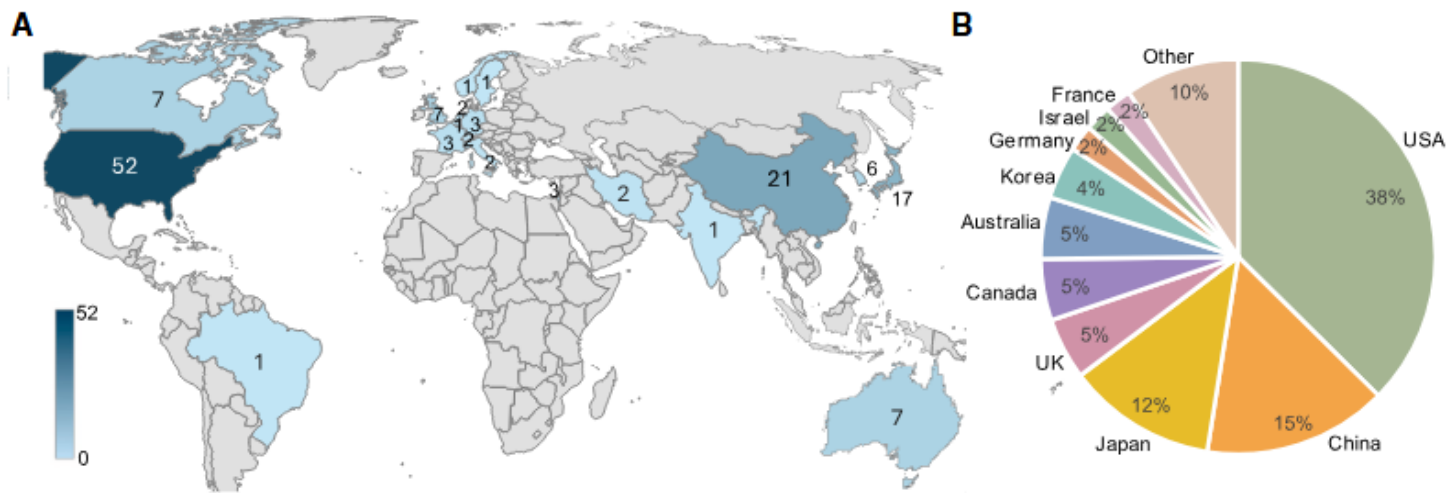 A
7
52
1
1
1
7
2
1
3
3
2
2
3
2
21
6
17
1
7
52
0
B
Other
10%
France
2%
Israel
2%
Germany
2%
Korea
4%
Australia
5%
Canada
5%
UK
5%
Japan
12%
China
15%
USA
38%